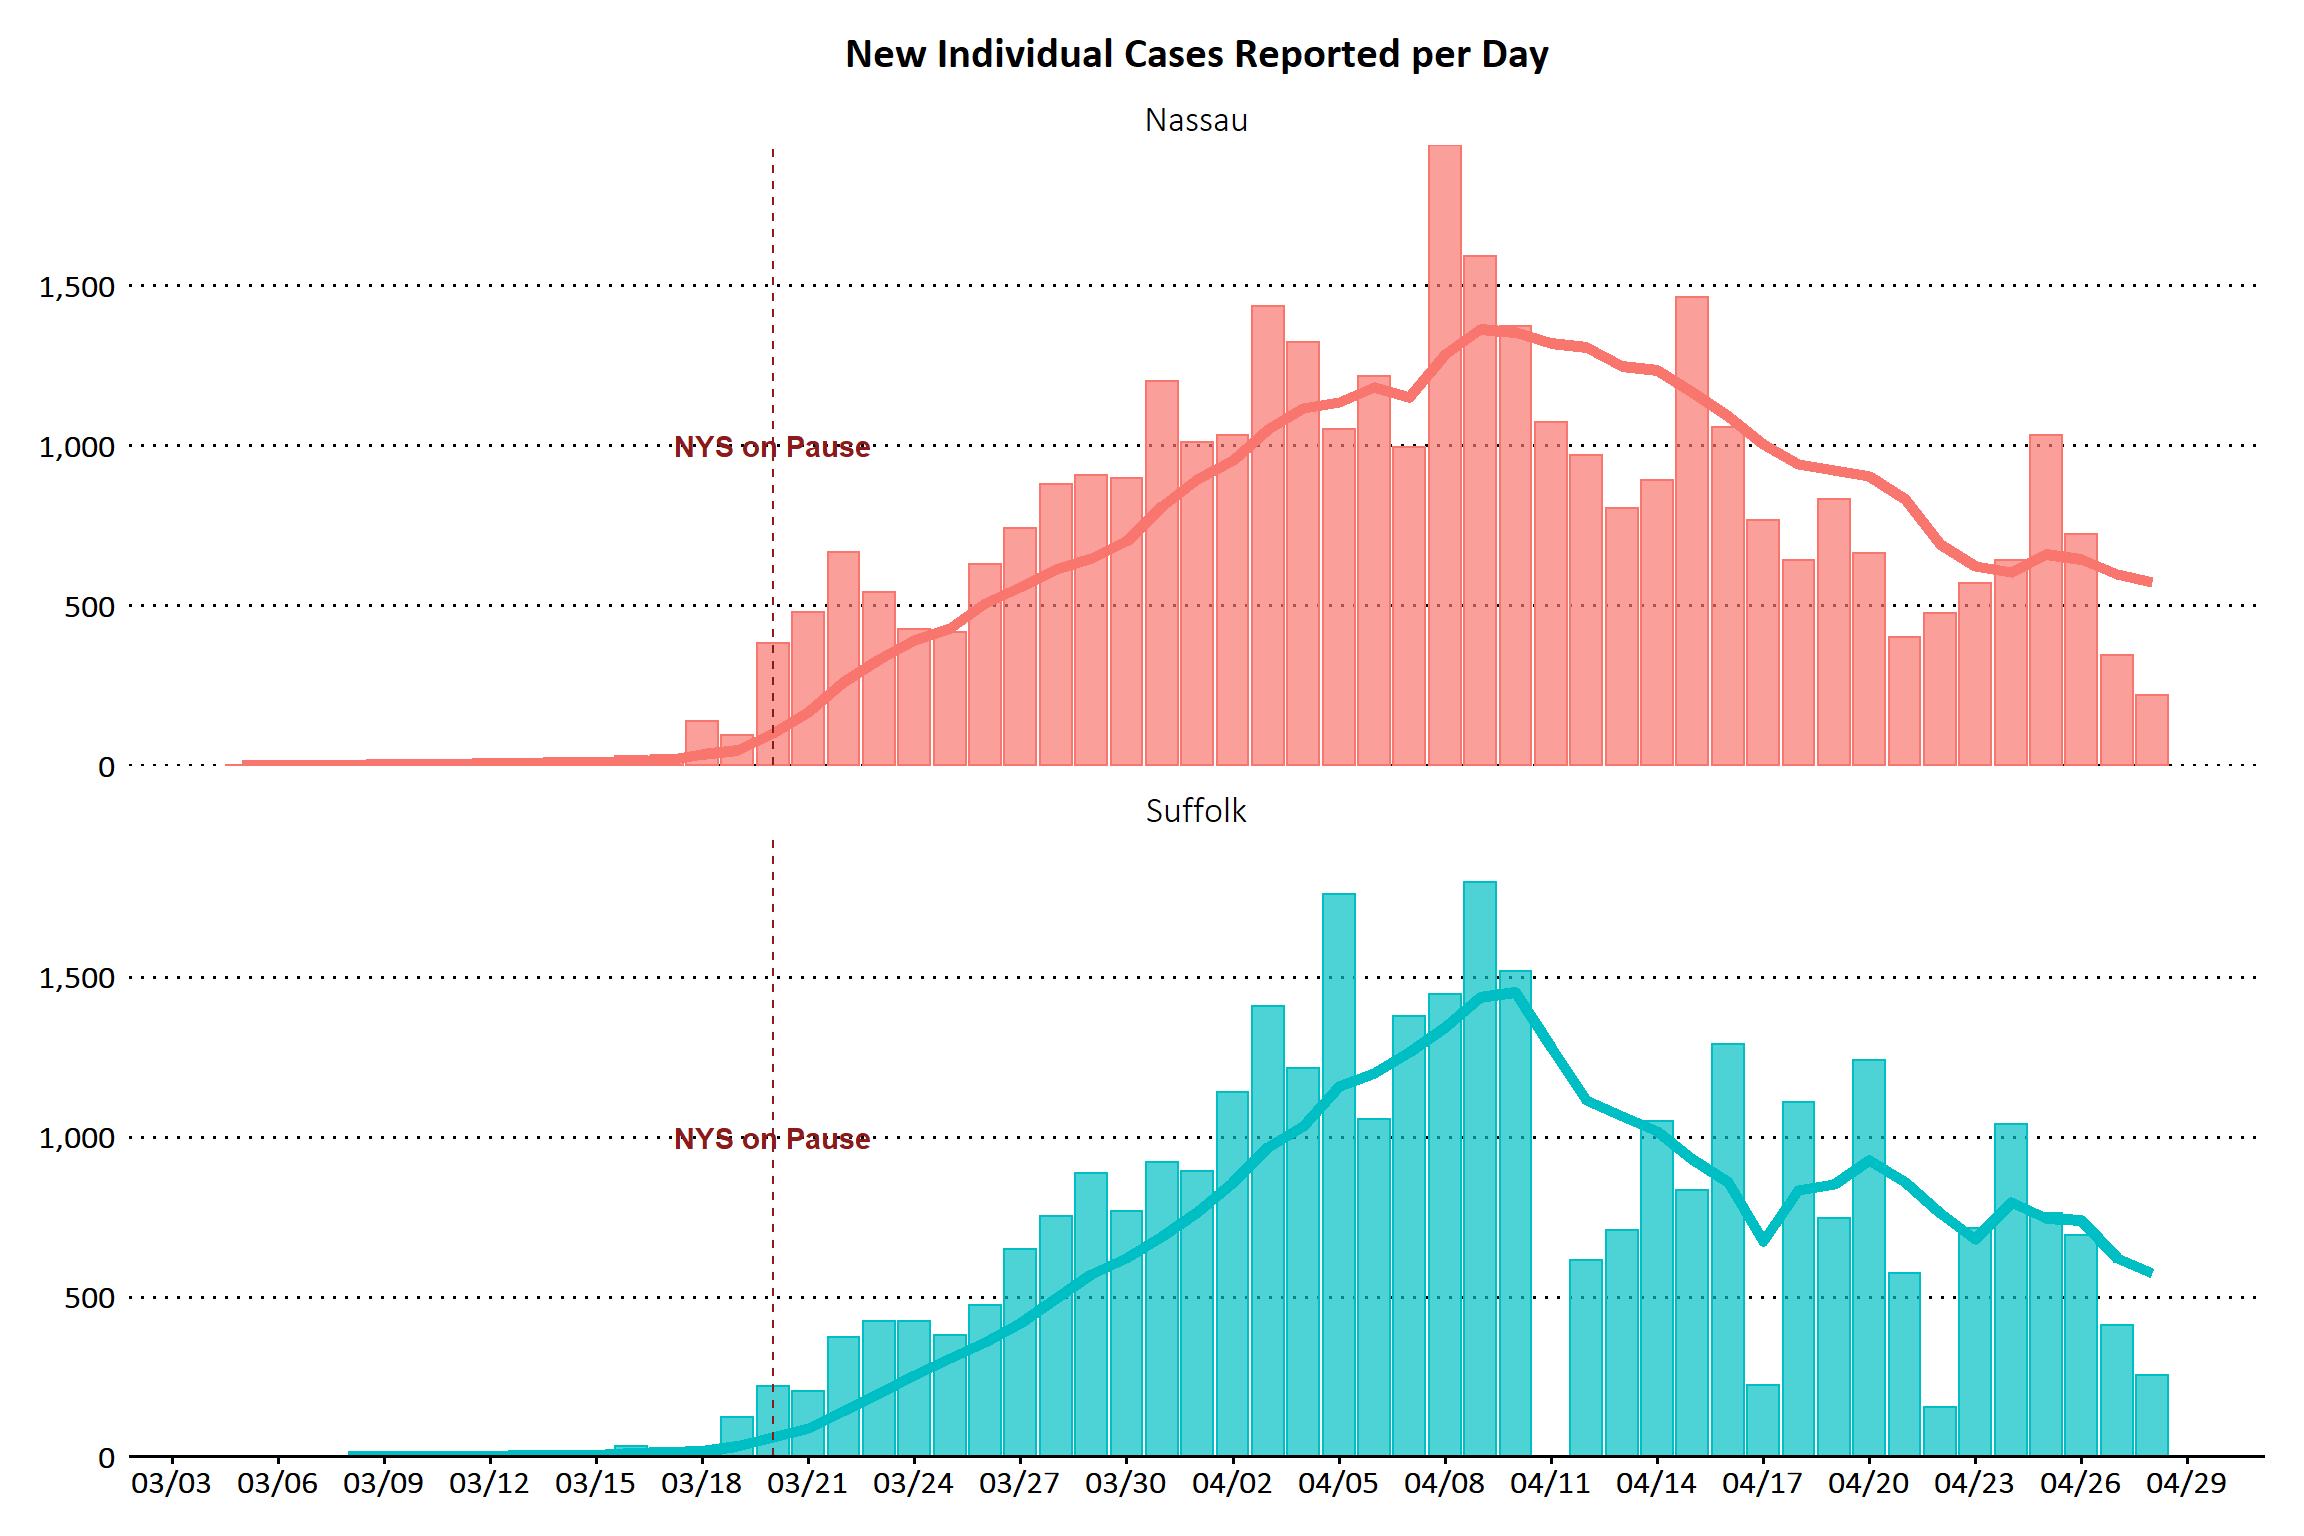 New Individual Cases Reported per Day
Nassau
1,500
1,000
NYS on Pause
500
0
Suffolk
1,500
1,000
NYS on Pause
500
0
03/03 03/06 03/09 03/12 03/15 03/18 03/21 03/24 03/27 03/30 04/02 04/05 04/08 04/11 04/14 04/17 04/20 04/23 04/26 04/29